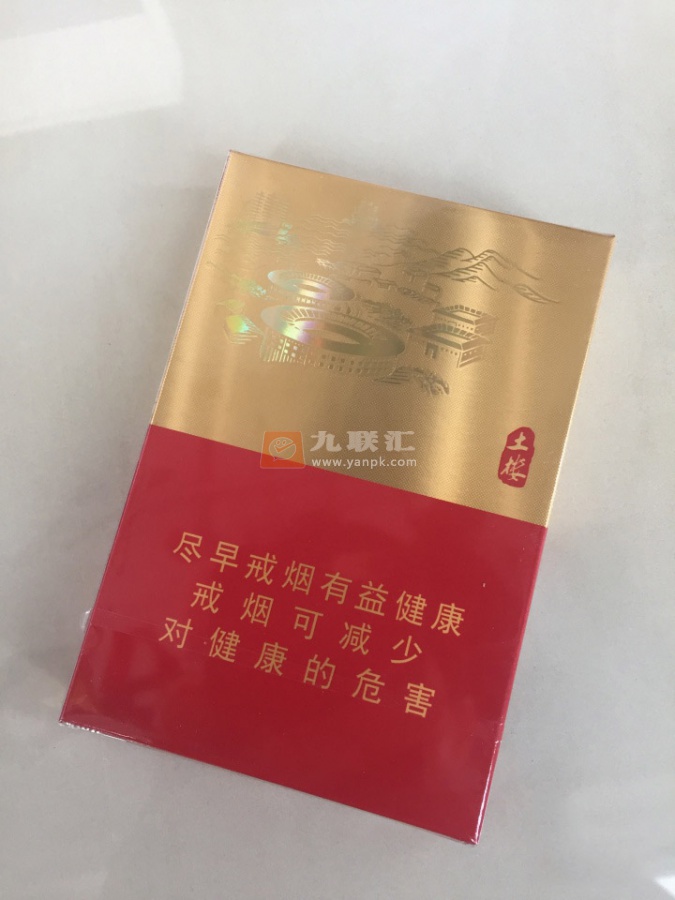 土楼
九联汇
www.yanpk.com
尽早戒烟有益健康
戒烟可减少
对健康的危害